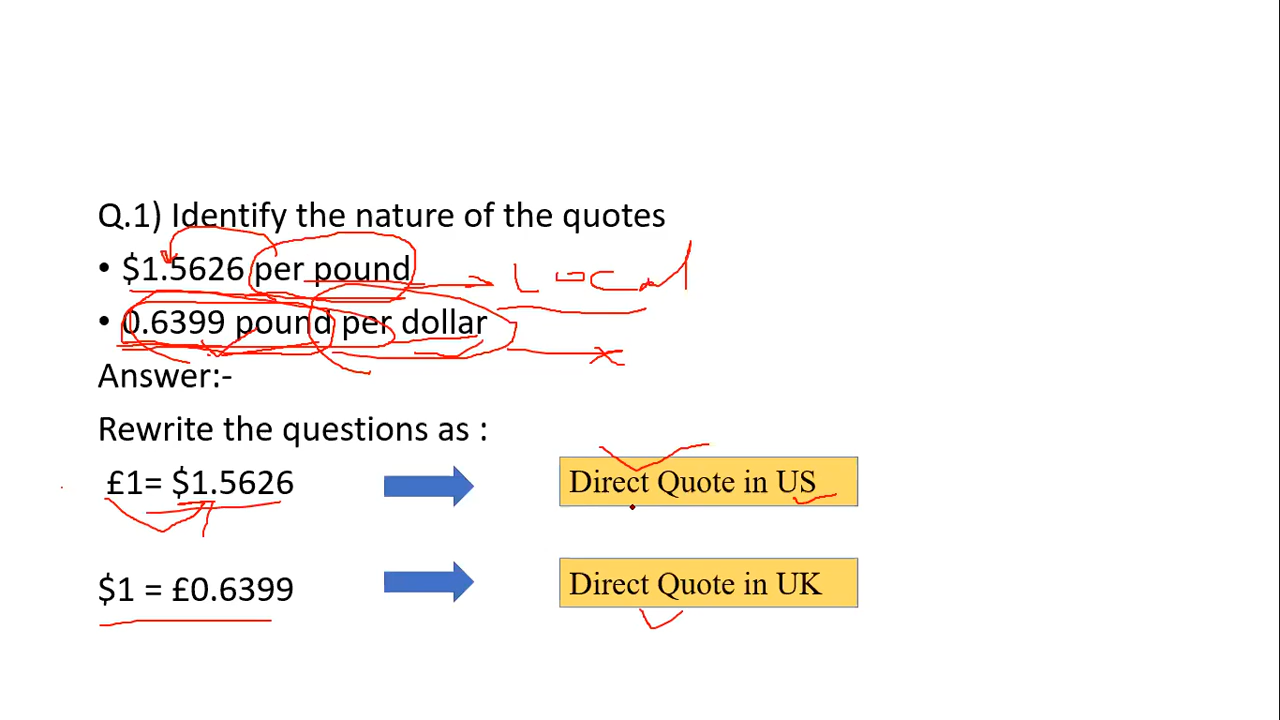 Q.1) Identify the nature of the quotes
• $1.5626 per pound Local
• 0.6399 pound per dollar
Answer:-
Rewrite the questions as :
£1= $1.5626 Direct Quote in US
$1 = £0.6399 Direct Quote in UK